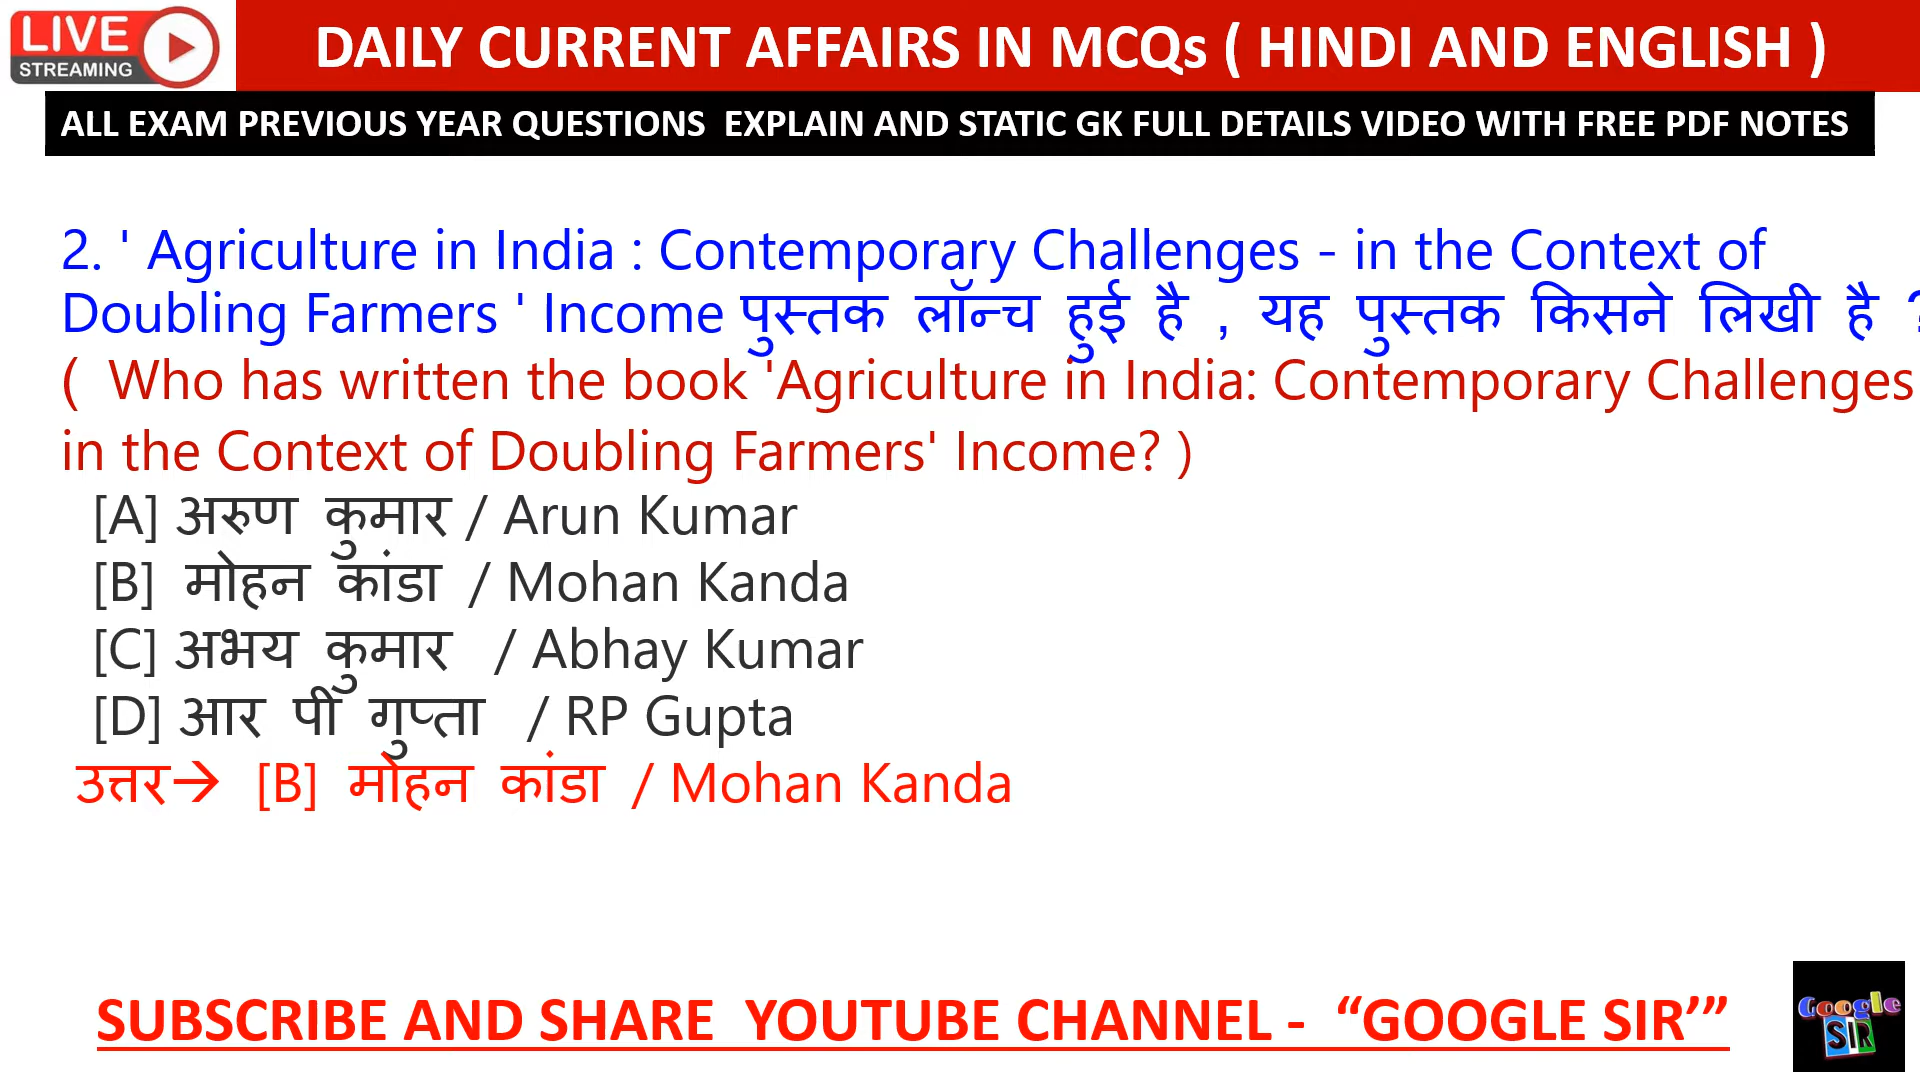 LIVE
STREAMING
DAILY CURRENT AFFAIRS IN MCQs ( HINDI AND ENGLISH )
ALL EXAM PREVIOUS YEAR QUESTIONS EXPLAIN AND STATIC GK FULL DETAILS VIDEO WITH FREE PDF NOTES
2. ' Agriculture in India : Contemporary Challenges - in the Context of
Doubling Farmers ' Income पुस्तक लॉन्च हुई है , यह पुस्तक किसने लिखी है ?
( Who has written the book 'Agriculture in India: Contemporary Challenges
in the Context of Doubling Farmers' Income? )
[A] अरुण कुमार / Arun Kumar
[B] मोहन कांडा / Mohan Kanda
[C] अभय कुमार / Abhay Kumar
[D] आर पी गुप्ता / RP Gupta
उत्तर→ [B] मोहन कांडा / Mohan Kanda
SUBSCRIBE AND SHARE YOUTUBE CHANNEL - “GOOGLE SIR’”
Google
SIR